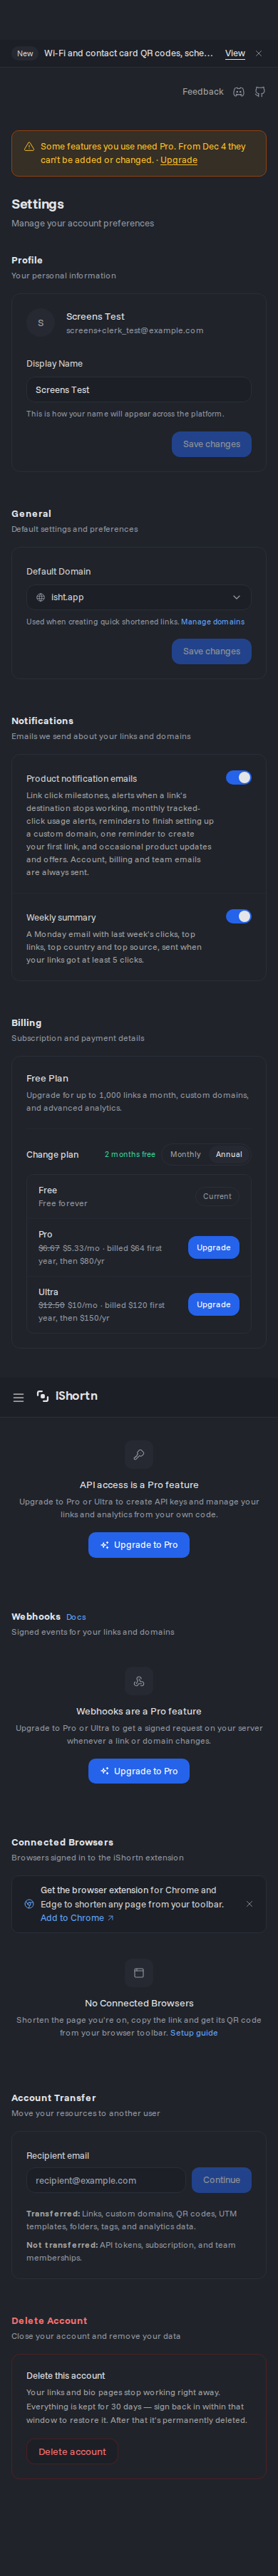 New Wi-Fi and contact card QR codes, sche... View
Feedback
Some features you use need Pro. From Dec 4 they
can't be added or changed. · Upgrade
Settings
Manage your account preferences
Profile
Your personal information
S
Screens Test
screens+clerk_test@example.com
Display Name
Screens Test
This is how your name will appear across the platform.
Save changes
General
Default settings and preferences
Default Domain
isht.app
Used when creating quick shortened links. Manage domains
Save changes
Notifications
Emails we send about your links and domains
Product notification emails
Link click milestones, alerts when a link's
destination stops working, monthly tracked-
click usage alerts, reminders to finish setting up
a custom domain, one reminder to create
your first link, and occasional product updates
and offers. Account, billing and team emails
are always sent.
Weekly summary
A Monday email with last week's clicks, top
links, top country and top source, sent when
your links got at least 5 clicks.
Billing
Subscription and payment details
Free Plan
Upgrade for up to 1,000 links a month, custom domains,
and advanced analytics.
Change plan 2 months free Monthly Annual
Free
Free forever
Current
Pro
$6.67 $5.33/mo · billed $64 first
year, then $80/yr
Upgrade
Ultra
$12.50 $10/mo · billed $120 first
year, then $150/yr
Upgrade
IShortn
API access is a Pro feature
Upgrade to Pro or Ultra to create API keys and manage your
links and analytics from your own code.
Upgrade to Pro
Webhooks Docs
Signed events for your links and domains
Webhooks are a Pro feature
Upgrade to Pro or Ultra to get a signed request on your server
whenever a link or domain changes.
Upgrade to Pro
Connected Browsers
Browsers signed in to the iShortn extension
Get the browser extension for Chrome and
Edge to shorten any page from your toolbar.
Add to Chrome
No Connected Browsers
Shorten the page you're on, copy the link and get its QR code
from your browser toolbar. Setup guide
Account Transfer
Move your resources to another user
Recipient email
recipient@example.com
Continue
Transferred: Links, custom domains, QR codes, UTM
templates, folders, tags, and analytics data.
Not transferred: API tokens, subscription, and team
memberships.
Delete Account
Close your account and remove your data
Delete this account
Your links and bio pages stop working right away.
Everything is kept for 30 days — sign back in within that
window to restore it. After that it's permanently deleted.
Delete account